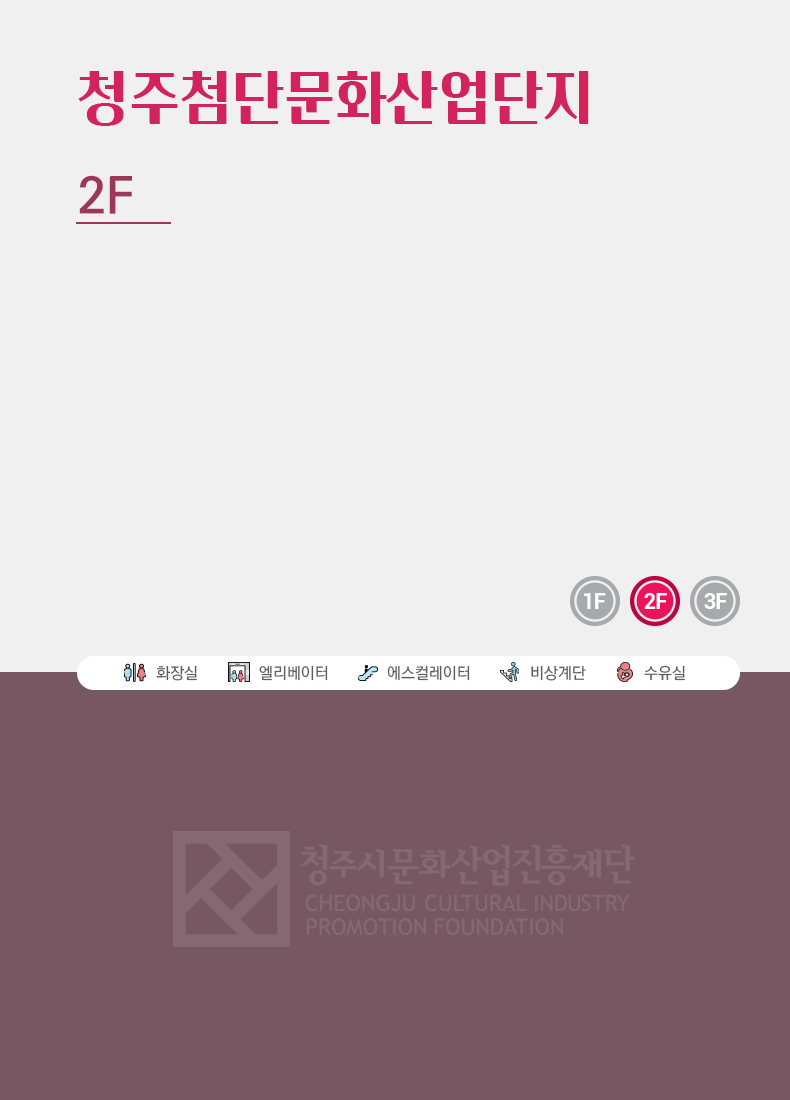 청주첨단문화산업단지
2F
1F 2F 3F
화장실 엘리베이터 에스컬레이터 비상계단 수유실
청주시문화산업진흥재단
CHEONGJU CULTURAL INDUSTRY
PROMOTION FOUNDATION